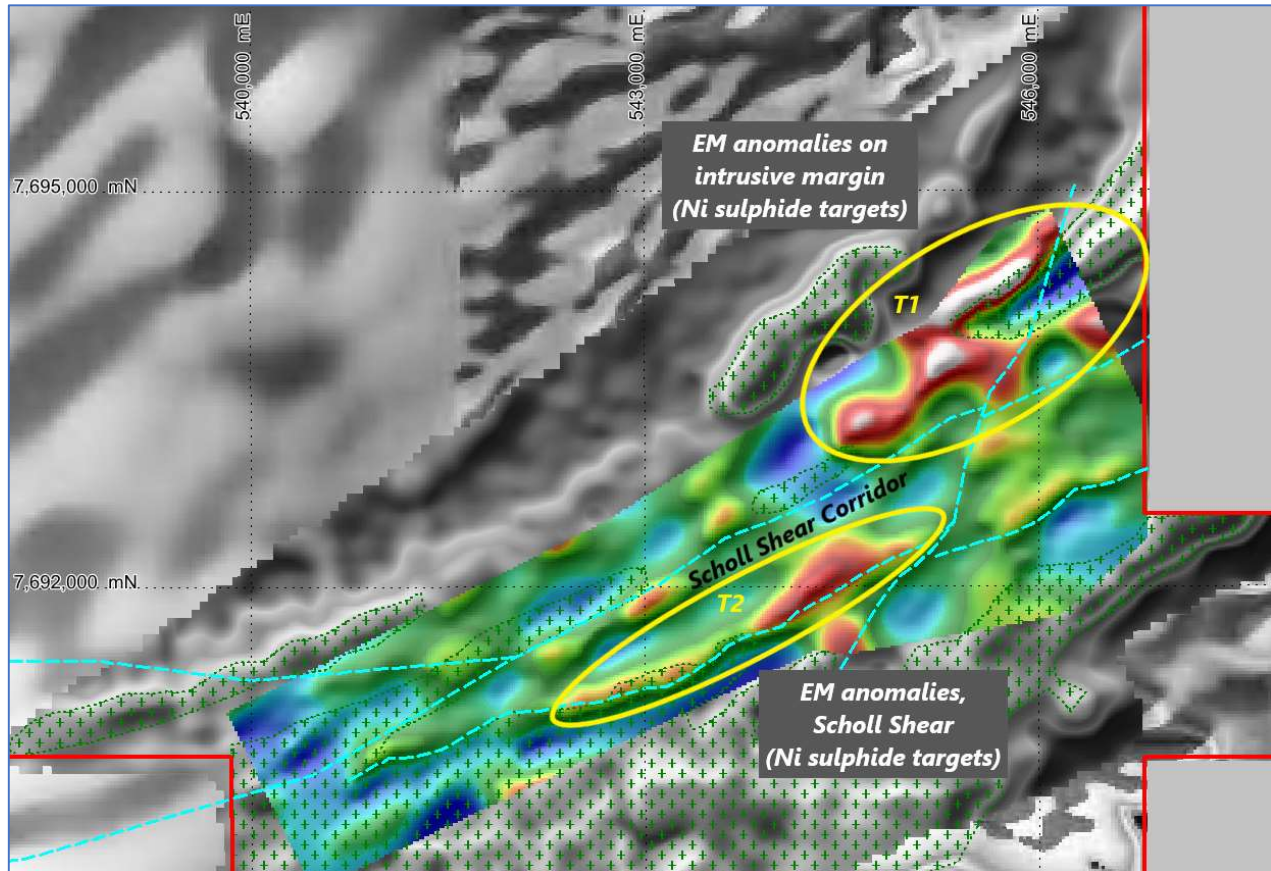 540,000 mE
543,000 mE
546,000 mE
EM anomalies on
intrusive margin
(Ni sulphide targets)
7,695,000 mN
T1
Scholl Shear Corridor
7,692,000 mN
T2
EM anomalies,
Scholl Shear
(Ni sulphide targets)